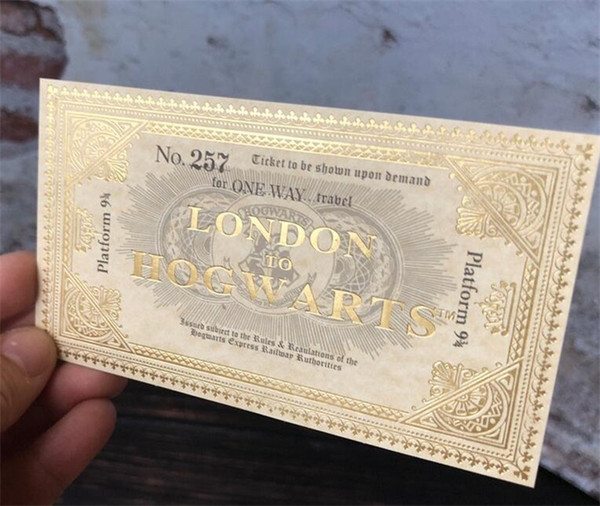 No. 257
Ticket to be shown upon demand
for ONE WAY...travel
Platform 9¾
HOGWARTS
LONDON
TO
HOGWARTS™
Platform 9¾
Issued subject to the Rules & Regulations of the
Hogwarts Express Railway Authorities